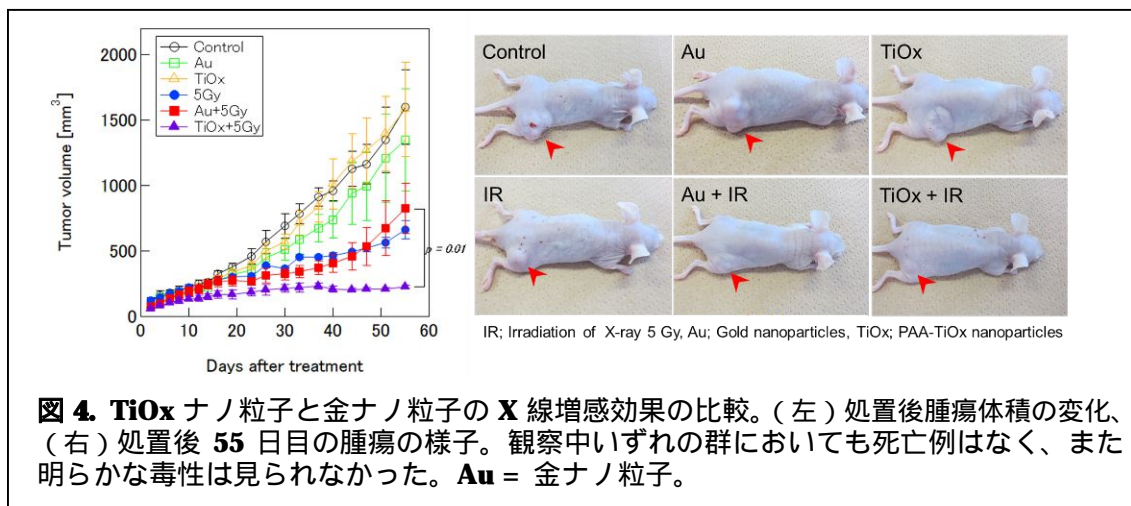 2000
1500
1000
500
0
0 10 20 30 40 50 60
Tumor volume [mm³]
Days after treatment
Control
Au
TiOx
5Gy
Au+5Gy
TiOx+5Gy
p = 0.01
Control
Au
TiOx
IR
Au + IR
TiOx + IR
IR; Irradiation of X-ray 5 Gy, Au; Gold nanoparticles, TiOx; PAA-TiOx nanoparticles
図 4. TiOx ナノ粒子と金ナノ粒子の X 線増感効果の比較。（左）処置後腫瘍体積の変化、
（右）処置後 55 日目の腫瘍の様子。観察中いずれの群においても死亡例はなく、また
明らかな毒性は見られなかった。Au = 金ナノ粒子。